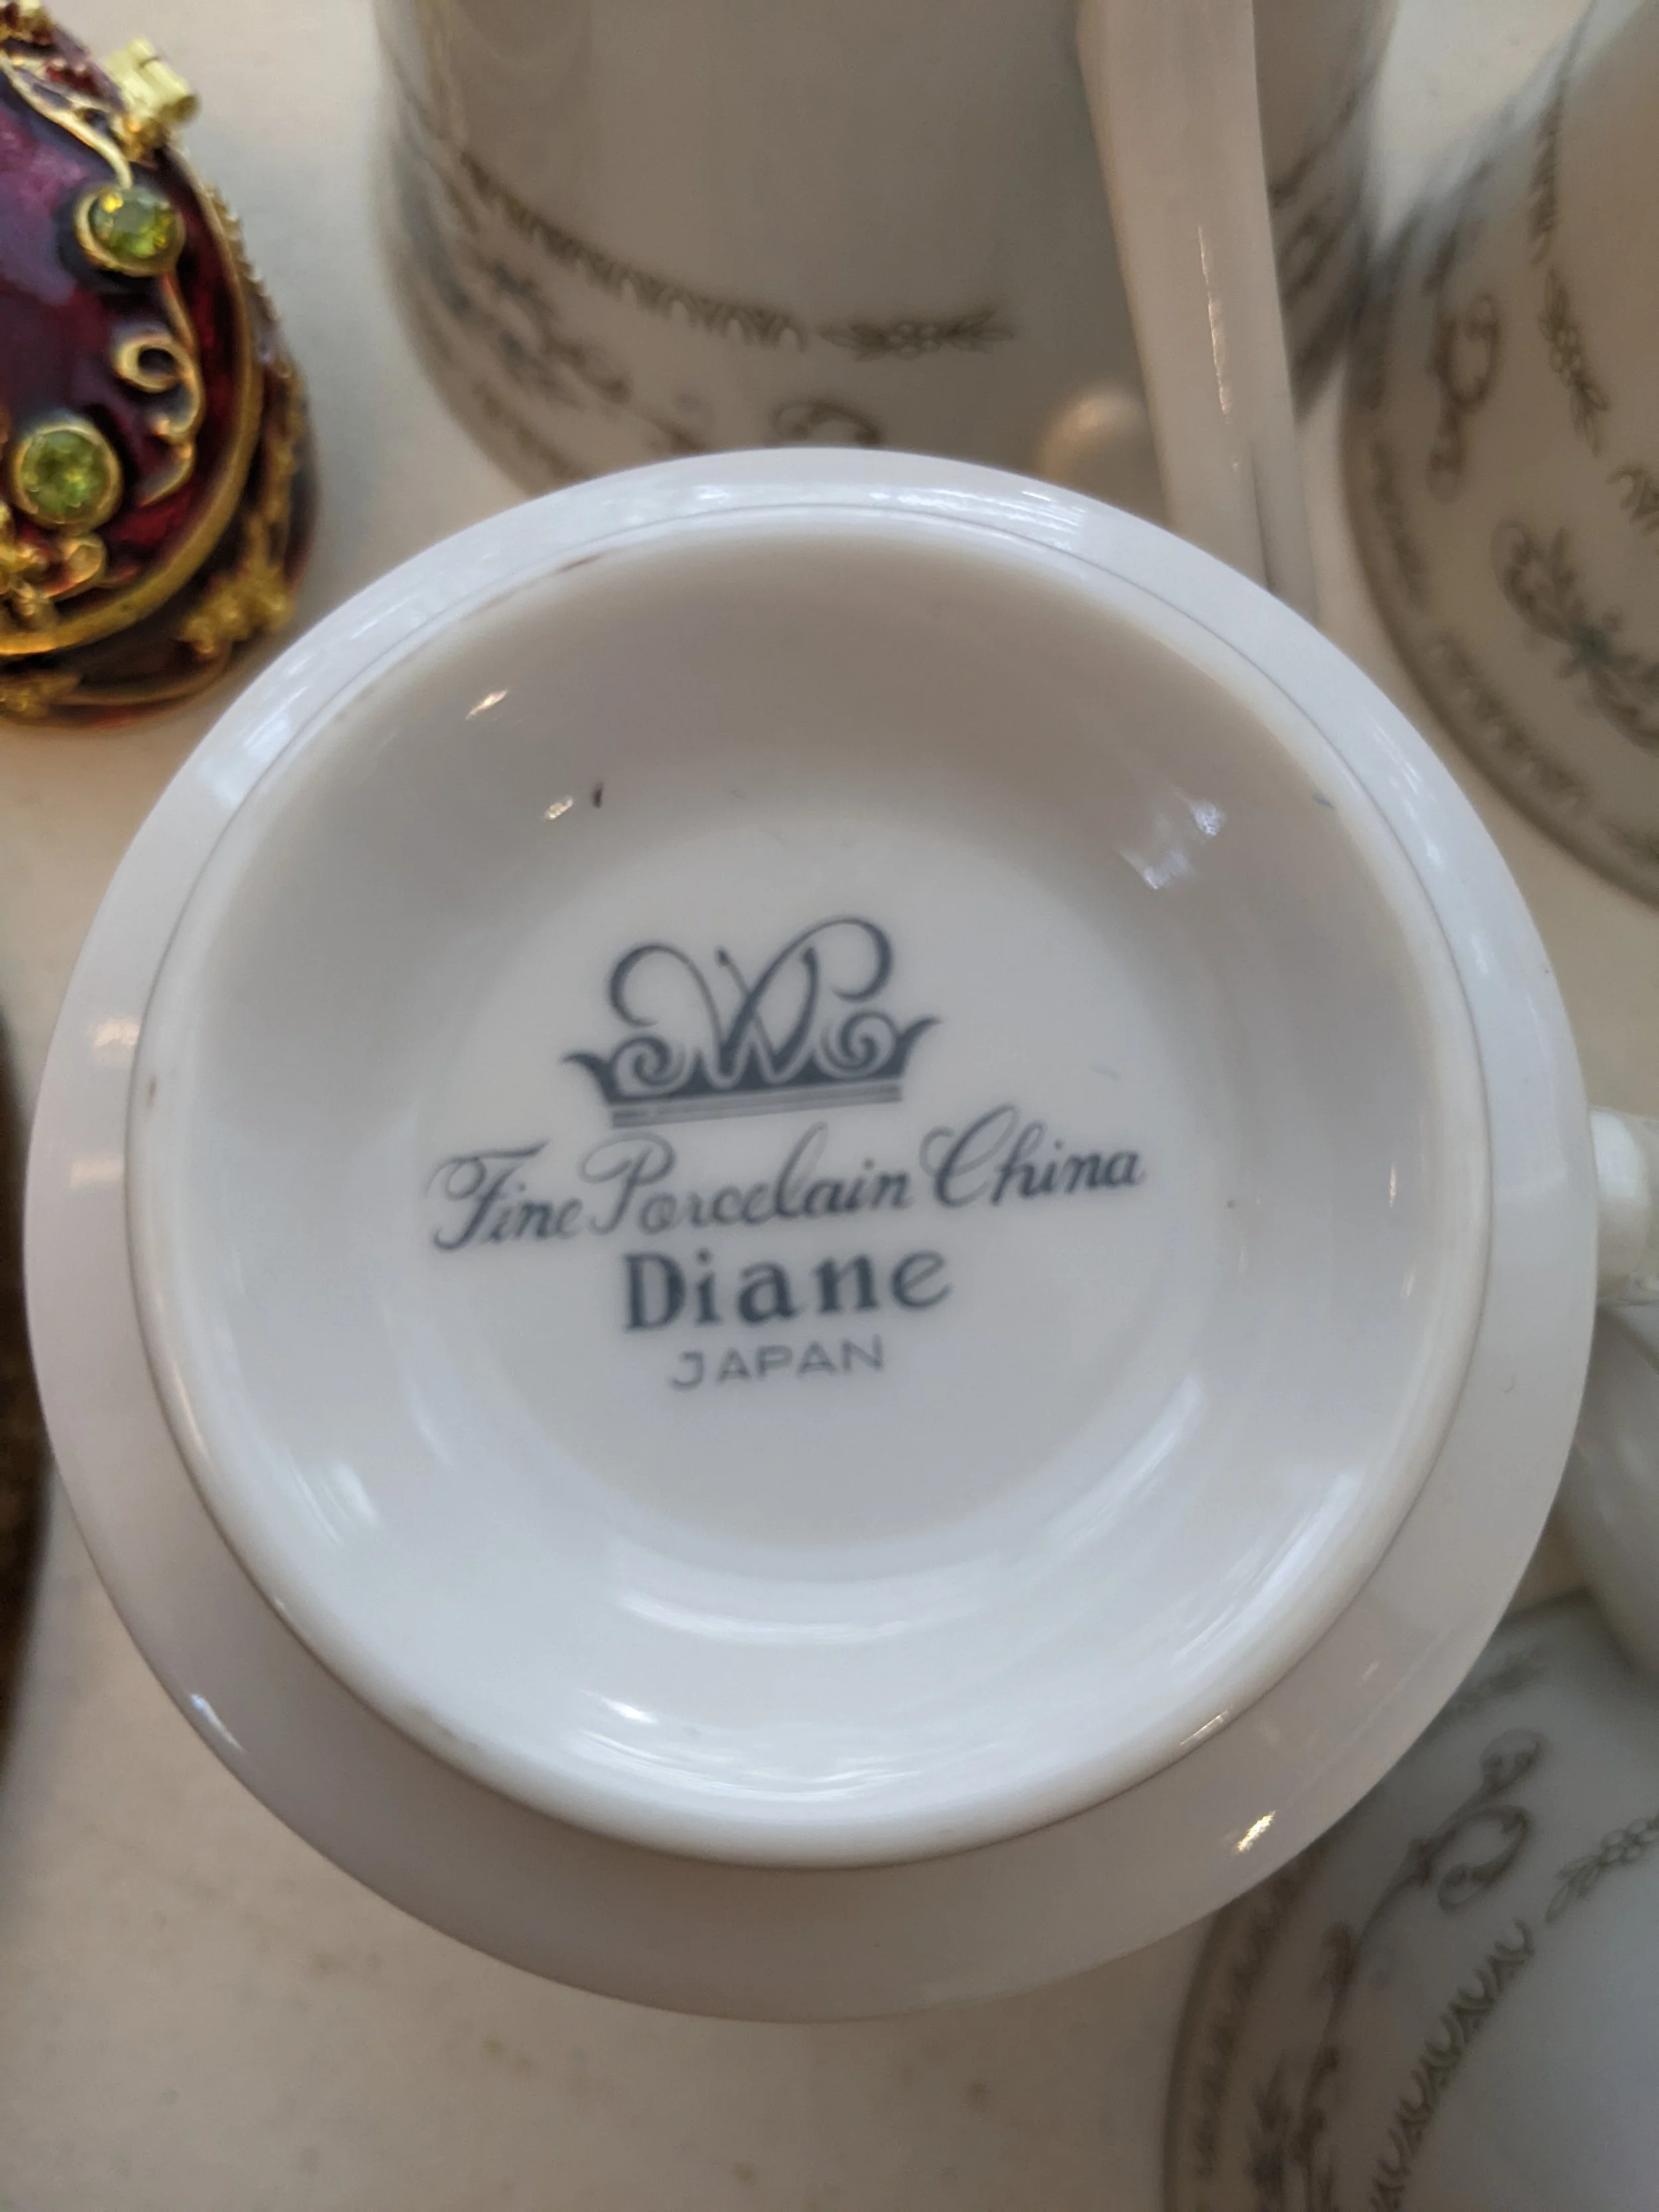 W
Fine Porcelain China
Diane
JAPAN